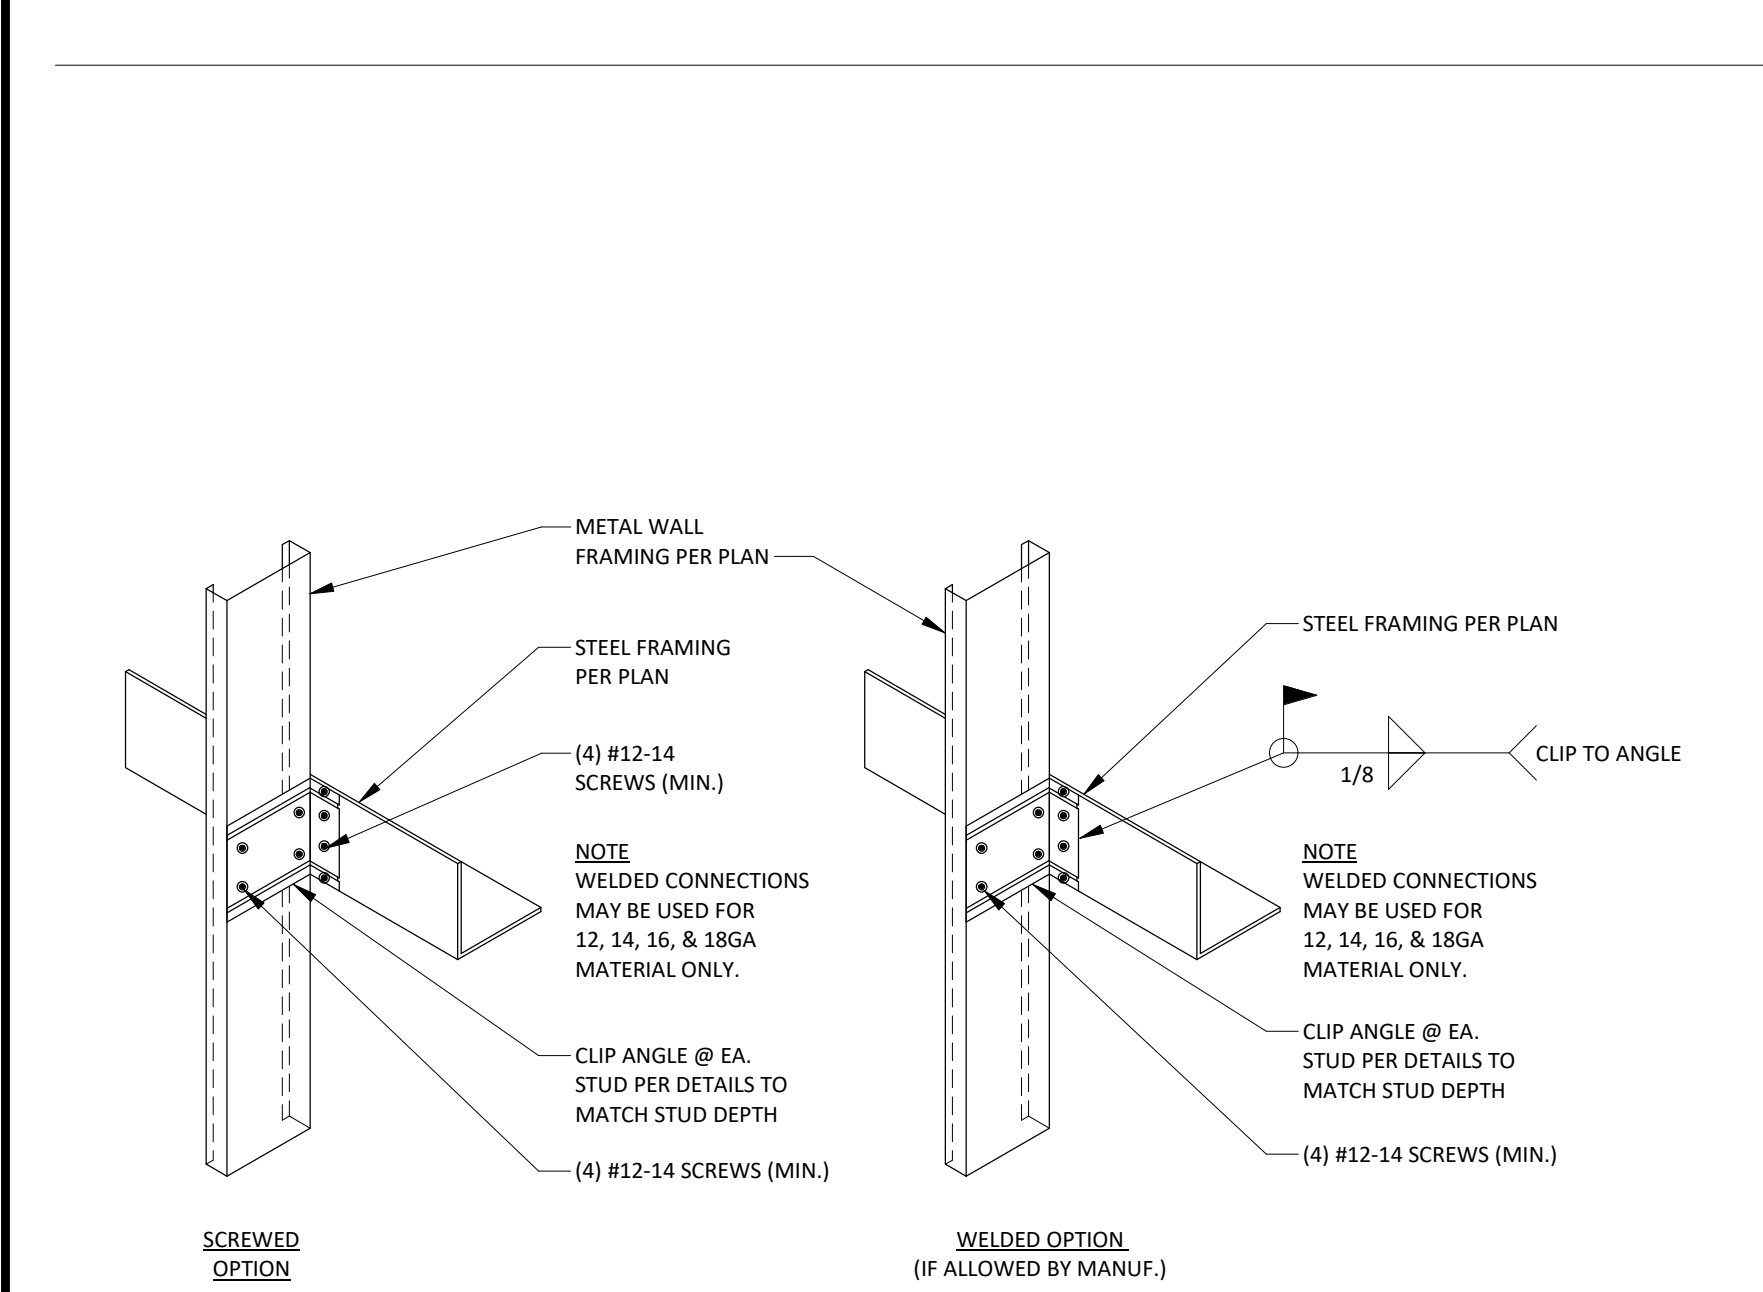 METAL WALL
FRAMING PER PLAN
STEEL FRAMING
PER PLAN
(4) #12-14
SCREWS (MIN.)
NOTE
WELDED CONNECTIONS
MAY BE USED FOR
12, 14, 16, & 18GA
MATERIAL ONLY.
CLIP ANGLE @ EA.
STUD PER DETAILS TO
MATCH STUD DEPTH
(4) #12-14 SCREWS (MIN.)
SCREWED
OPTION
STEEL FRAMING PER PLAN
CLIP TO ANGLE
1/8
NOTE
WELDED CONNECTIONS
MAY BE USED FOR
12, 14, 16, & 18GA
MATERIAL ONLY.
CLIP ANGLE @ EA.
STUD PER DETAILS TO
MATCH STUD DEPTH
(4) #12-14 SCREWS (MIN.)
WELDED OPTION
(IF ALLOWED BY MANUF.)